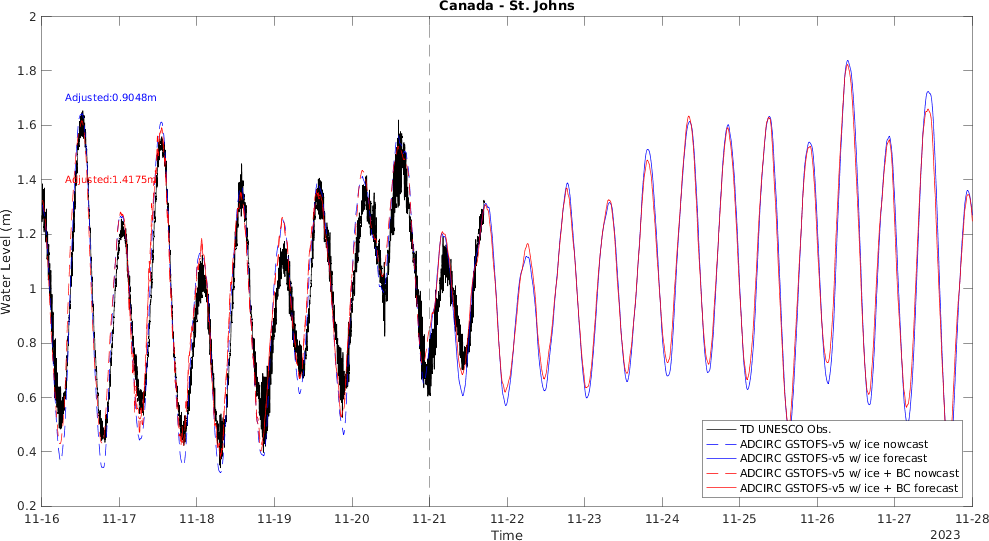 Canada - St. Johns
2
1.8
1.6
1.4
1.2
1
0.8
0.6
0.4
0.2
Water Level (m)
Adjusted:0.9048m
Adjusted:1.4175m
TD UNESCO Obs.
ADCIRC GSTOFS-v5 w/ ice nowcast
ADCIRC GSTOFS-v5 w/ ice forecast
ADCIRC GSTOFS-v5 w/ ice + BC nowcast
ADCIRC GSTOFS-v5 w/ ice + BC forecast
11-16 11-17 11-18 11-19 11-20 11-21 11-22 11-23 11-24 11-25 11-26 11-27 11-28
Time
2023